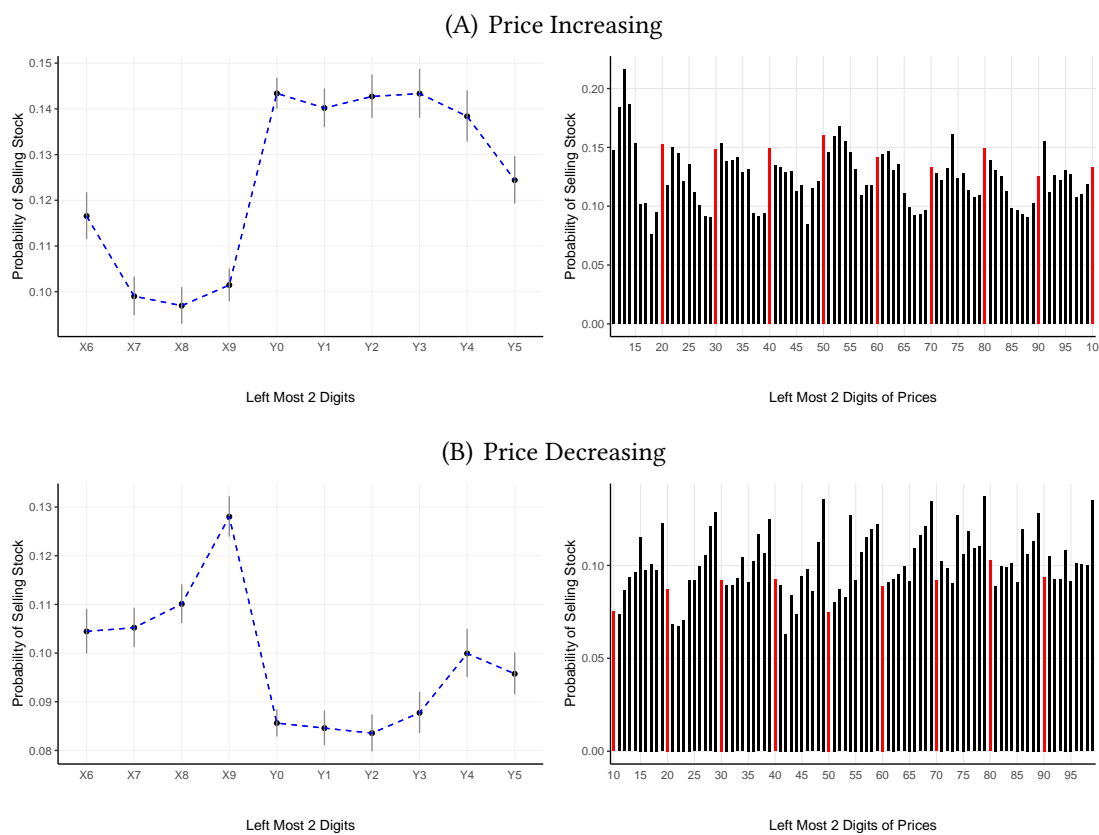 (A) Price Increasing
Probability of Selling Stock
0.15
0.14
0.13
0.12
0.11
0.10
X6 X7 X8 X9 Y0 Y1 Y2 Y3 Y4 Y5
Left Most 2 Digits
Probability of Selling Stock
0.20
0.15
0.10
0.05
0.00
15 20 25 30 35 40 45 50 55 60 65 70 75 80 85 90 95 10
Left Most 2 Digits of Prices
(B) Price Decreasing
Probability of Selling Stock
0.13
0.12
0.11
0.10
0.09
0.08
X6 X7 X8 X9 Y0 Y1 Y2 Y3 Y4 Y5
Left Most 2 Digits
Probability of Selling Stock
0.10
0.05
0.00
10 15 20 25 30 35 40 45 50 55 60 65 70 75 80 85 90 95
Left Most 2 Digits of Prices